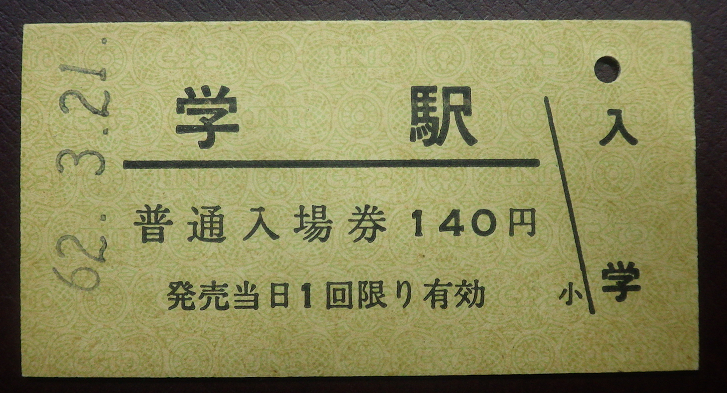 62.3.21.
学駅
普通入場券 140円
発売当日1回限り有効
小
入学